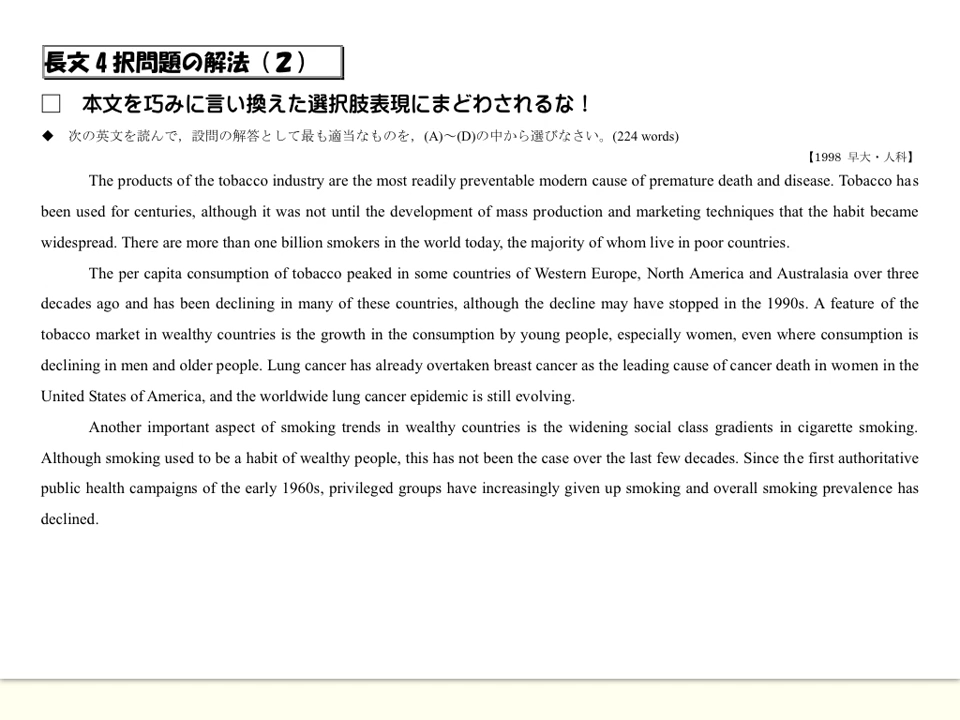 長文4択問題の解法（２）
□ 本文を巧みに言い換えた選択肢表現にまどわされるな！
◆ 次の英文を読んで，設問の解答として最も適当なものを，(A)～(D)の中から選びなさい。(224 words)
【1998 早大・人科】
The products of the tobacco industry are the most readily preventable modern cause of premature death and disease. Tobacco has
been used for centuries, although it was not until the development of mass production and marketing techniques that the habit became
widespread. There are more than one billion smokers in the world today, the majority of whom live in poor countries.
The per capita consumption of tobacco peaked in some countries of Western Europe, North America and Australasia over three
decades ago and has been declining in many of these countries, although the decline may have stopped in the 1990s. A feature of the
tobacco market in wealthy countries is the growth in the consumption by young people, especially women, even where consumption is
declining in men and older people. Lung cancer has already overtaken breast cancer as the leading cause of cancer death in women in the
United States of America, and the worldwide lung cancer epidemic is still evolving.
Another important aspect of smoking trends in wealthy countries is the widening social class gradients in cigarette smoking.
Although smoking used to be a habit of wealthy people, this has not been the case over the last few decades. Since the first authoritative
public health campaigns of the early 1960s, privileged groups have increasingly given up smoking and overall smoking prevalence has
declined.